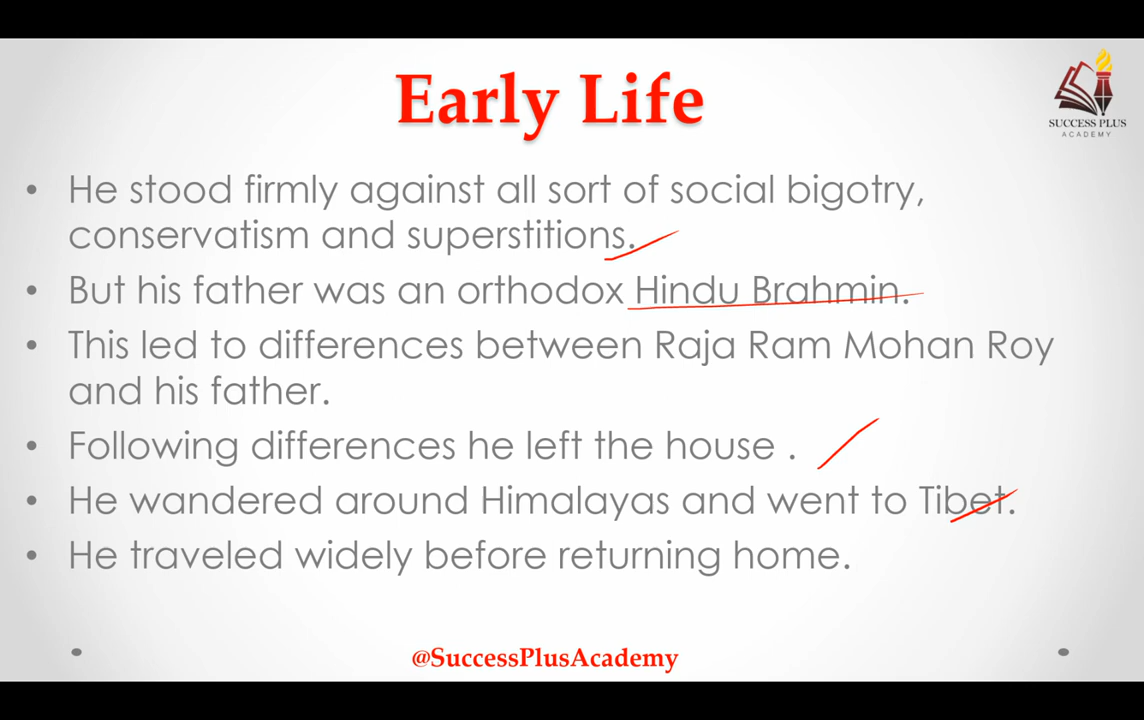 Early Life
SUCCESS PLUS
ACADEMY
• He stood firmly against all sort of social bigotry,
conservatism and superstitions.
• But his father was an orthodox Hindu Brahmin.
• This led to differences between Raja Ram Mohan Roy
and his father.
• Following differences he left the house .
• He wandered around Himalayas and went to Tibet.
• He traveled widely before returning home.
@SuccessPlusAcademy